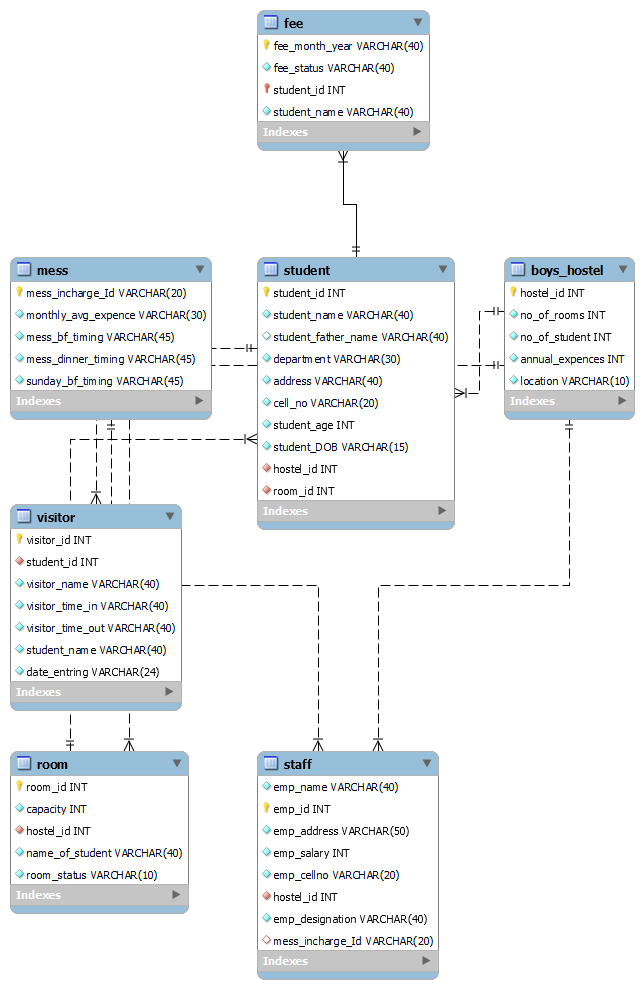 fee
fee_month_year VARCHAR(40)
fee_status VARCHAR(40)
student_id INT
student_name VARCHAR(40)
Indexes
mess
mess_incharge_Id VARCHAR(20)
monthly_avg_expence VARCHAR(30)
mess_bf_timing VARCHAR(45)
mess_dinner_timing VARCHAR(45)
sunday_bf_timing VARCHAR(45)
Indexes
student
student_id INT
student_name VARCHAR(40)
student_father_name VARCHAR(40)
department VARCHAR(30)
address VARCHAR(40)
cell_no VARCHAR(20)
student_age INT
student_DOB VARCHAR(15)
hostel_id INT
room_id INT
Indexes
boys_hostel
hostel_id INT
no_of_rooms INT
no_of_student INT
annual_expences INT
location VARCHAR(10)
Indexes
visitor
visitor_id INT
student_id INT
visitor_name VARCHAR(40)
visitor_time_in VARCHAR(40)
visitor_time_out VARCHAR(40)
student_name VARCHAR(40)
date_entring VARCHAR(24)
Indexes
room
room_id INT
capacity INT
hostel_id INT
name_of_student VARCHAR(40)
room_status VARCHAR(10)
Indexes
staff
emp_name VARCHAR(40)
emp_id INT
emp_address VARCHAR(50)
emp_salary INT
emp_cellno VARCHAR(20)
hostel_id INT
emp_designation VARCHAR(40)
mess_incharge_Id VARCHAR(20)
Indexes